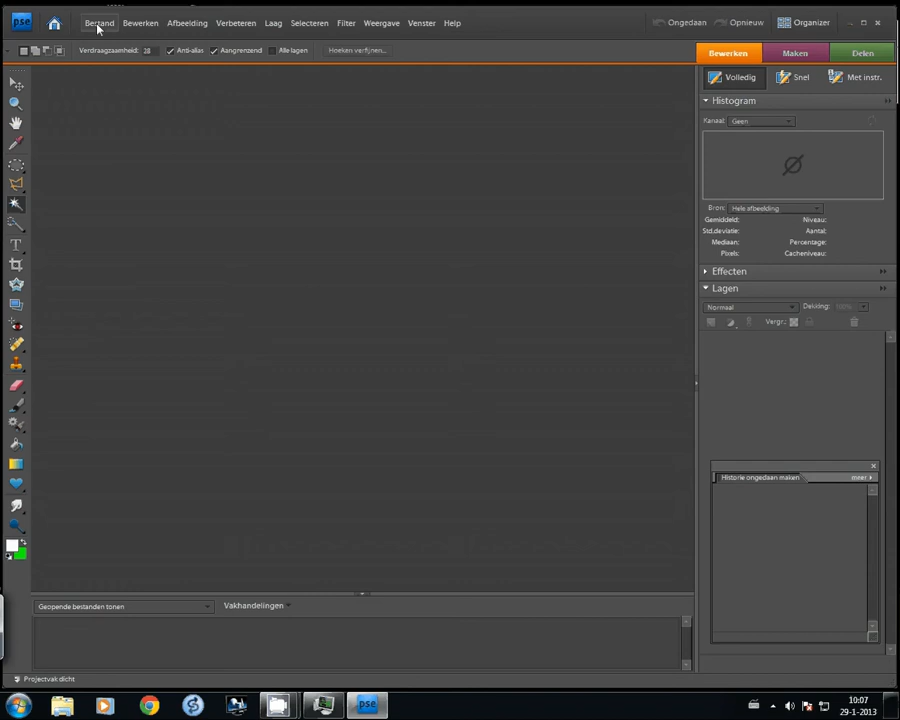 pse Bestand Bewerken Afbeelding Verbeteren Laag Selecteren Filter Weergave Venster Help Ongedaan Opnieuw Organizer
Verdraagzaamheid: 28 Anti-alias Aangrenzend Alle lagen Hoeken verfijnen... Bewerken Maken Delen
Volledig Snel Met instr.
Histogram
Kanaal: Geen
Bron: Hele afbeelding
Gemiddeld: Niveau:
Std.deviatie: Aantal:
Mediaan: Percentage:
Pixels: Cacheniveau:
Effecten
Lagen
Normaal Dekking: 100%
Vergr.:
Historie ongedaan maken meer
T
Geopende bestanden tonen Vakhandelingen
Projectvak dicht
pse
10:07
29-1-2013